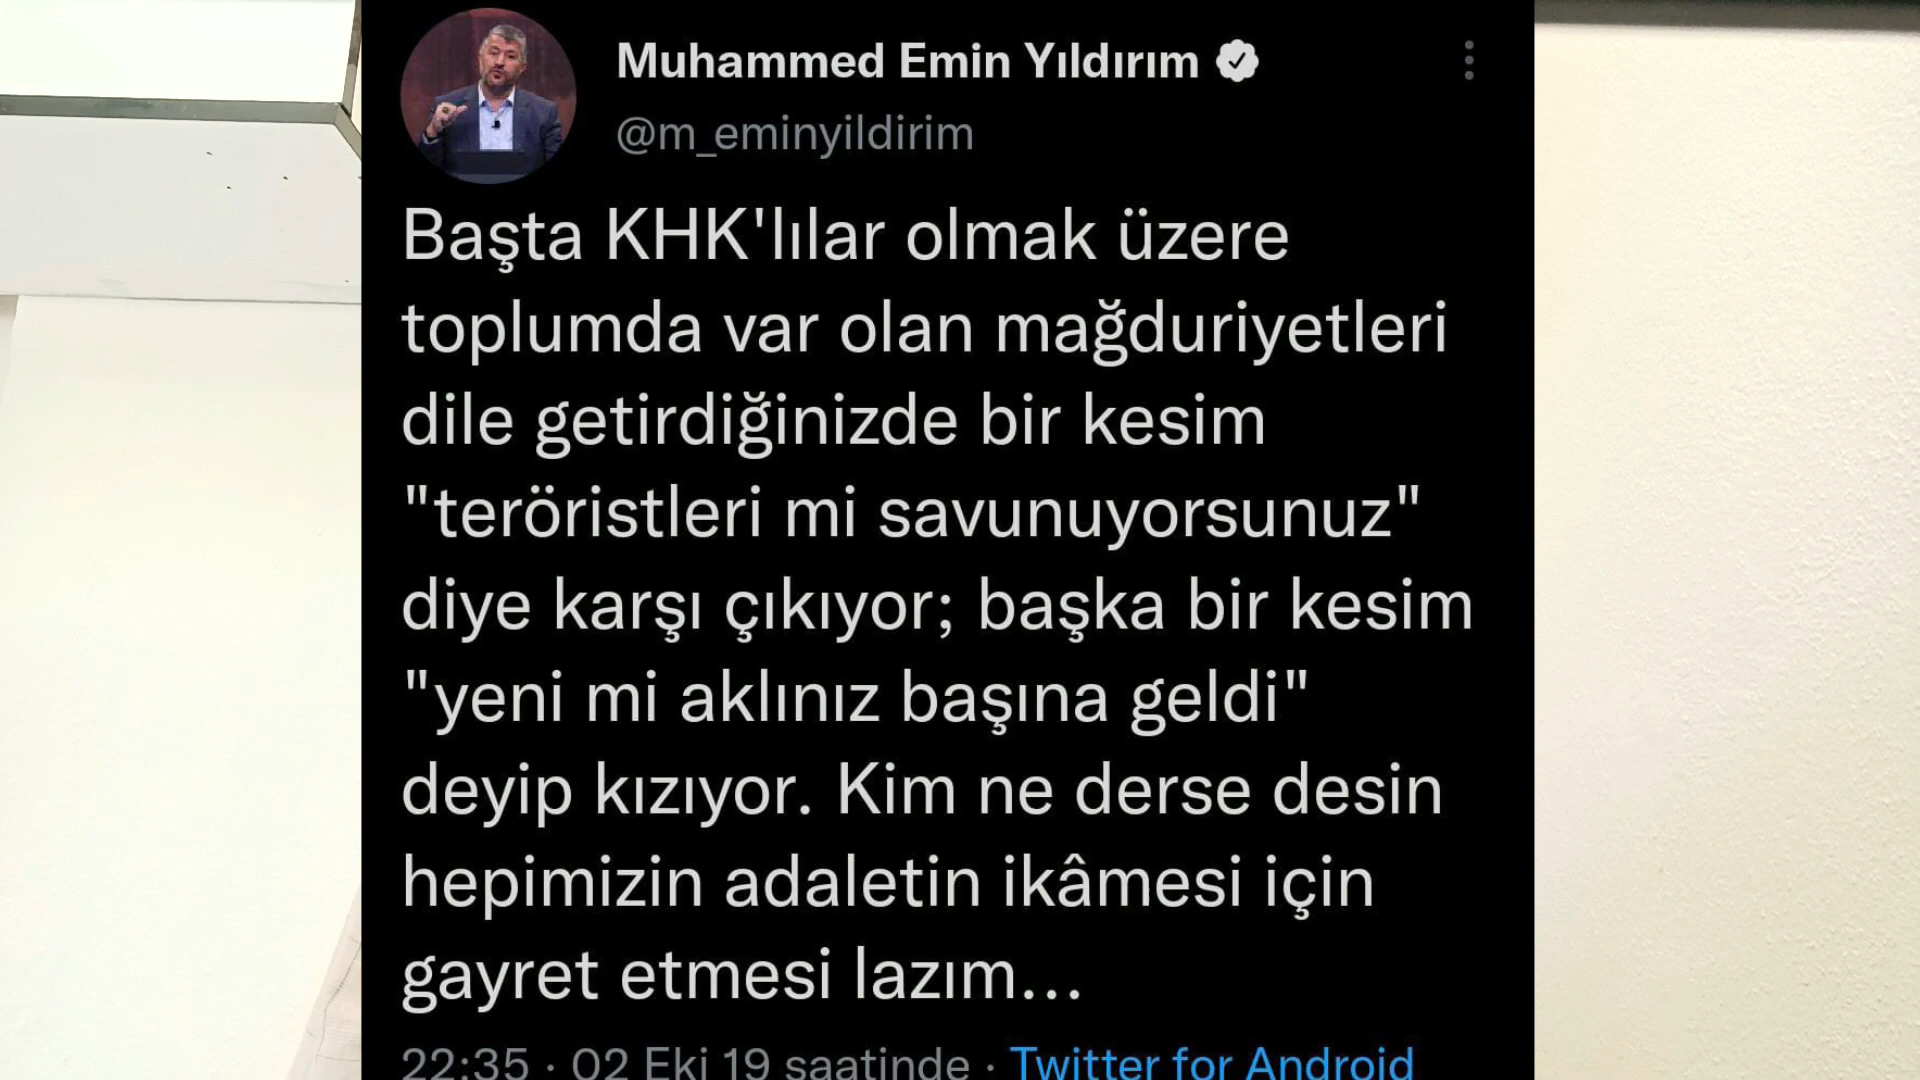 Muhammed Emin Yıldırım
@m_eminyildirim
Başta KHK'lılar olmak üzere
toplumda var olan mağduriyetleri
dile getirdiğinizde bir kesim
"teröristleri mi savunuyorsunuz"
diye karşı çıkıyor; başka bir kesim
"yeni mi aklınız başına geldi"
deyip kızıyor. Kim ne derse desin
hepimizin adaletin ikâmesi için
gayret etmesi lazım...
22:35 · 02 Eki 19 saatinde · Twitter for Android